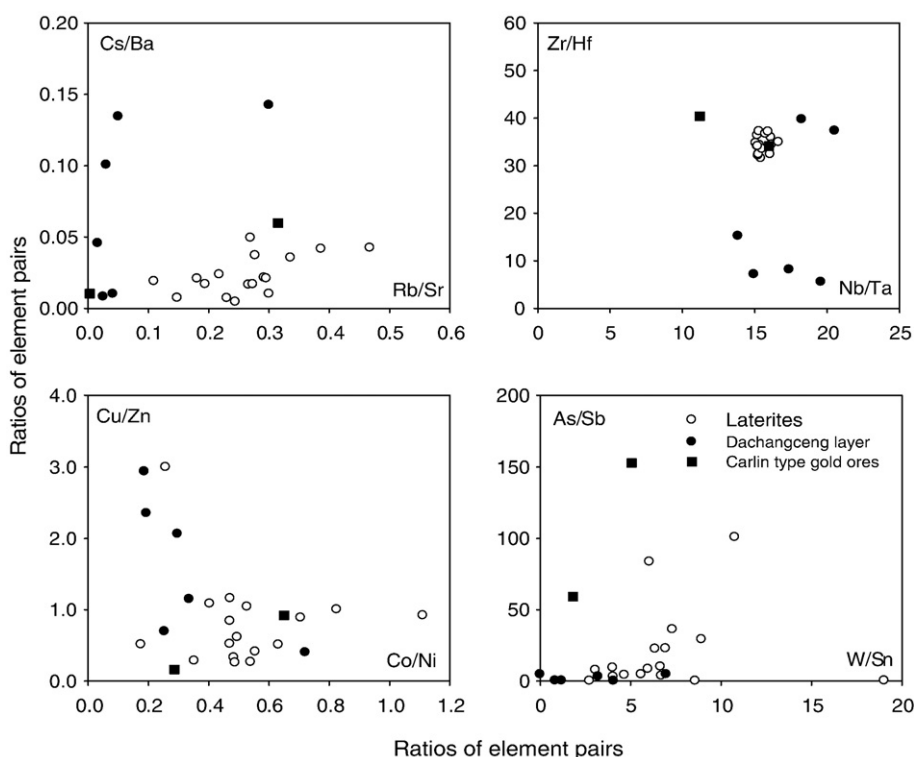 Ratios of element pairs
Cs/Ba
0.20
0.15
0.10
0.05
0.00
0.0 0.1 0.2 0.3 0.4 0.5 0.6
Rb/Sr
Zr/Hf
60
50
40
30
20
10
0
0 5 10 15 20 25
Nb/Ta
Cu/Zn
4.0
3.0
2.0
1.0
0.0
0.0 0.2 0.4 0.6 0.8 1.0 1.2
Co/Ni
As/Sb
200
150
100
50
0
0 5 10 15 20
W/Sn
Laterites
Dachangceng layer
Carlin type gold ores
Ratios of element pairs